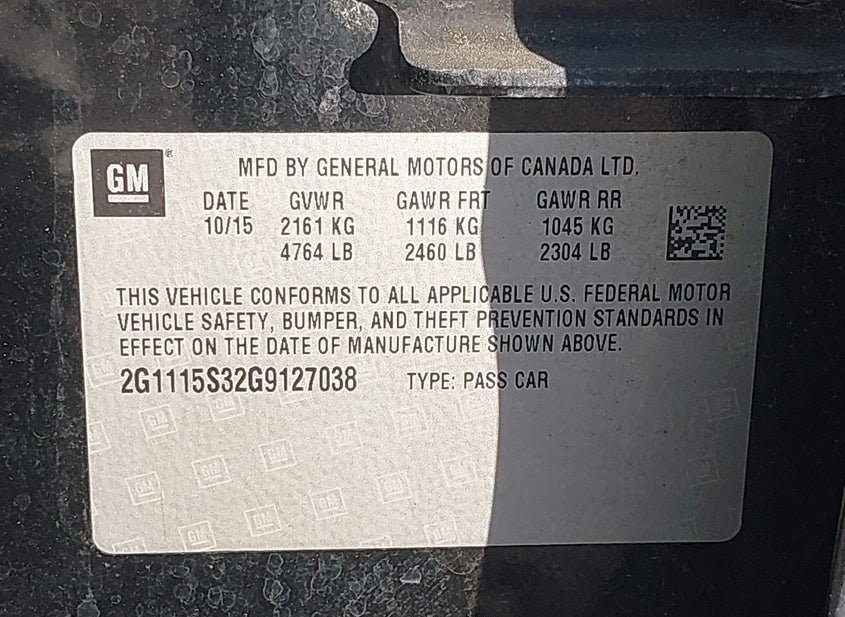 GM ® MFD BY GENERAL MOTORS OF CANADA LTD.
DATE GVWR GAWR FRT GAWR RR
10/15 2161 KG 1116 KG 1045 KG
4764 LB 2460 LB 2304 LB
THIS VEHICLE CONFORMS TO ALL APPLICABLE U.S. FEDERAL MOTOR
VEHICLE SAFETY, BUMPER, AND THEFT PREVENTION STANDARDS IN
EFFECT ON THE DATE OF MANUFACTURE SHOWN ABOVE.
2G1115S32G9127038 TYPE: PASS CAR